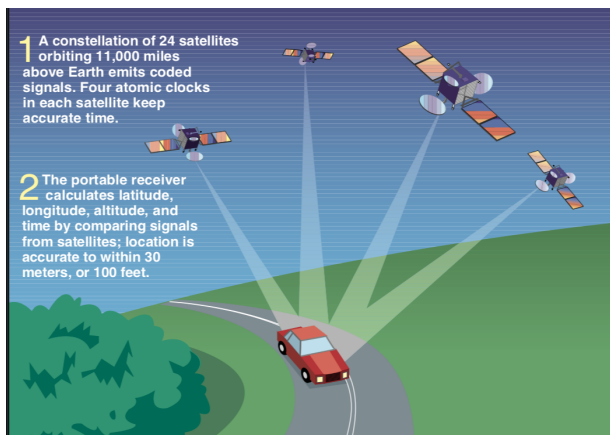 1 A constellation of 24 satellites
orbiting 11,000 miles
above Earth emits coded
signals. Four atomic clocks
in each satellite keep
accurate time.
2 The portable receiver
calculates latitude,
longitude, altitude, and
time by comparing signals
from satellites; location is
accurate to within 30
meters, or 100 feet.